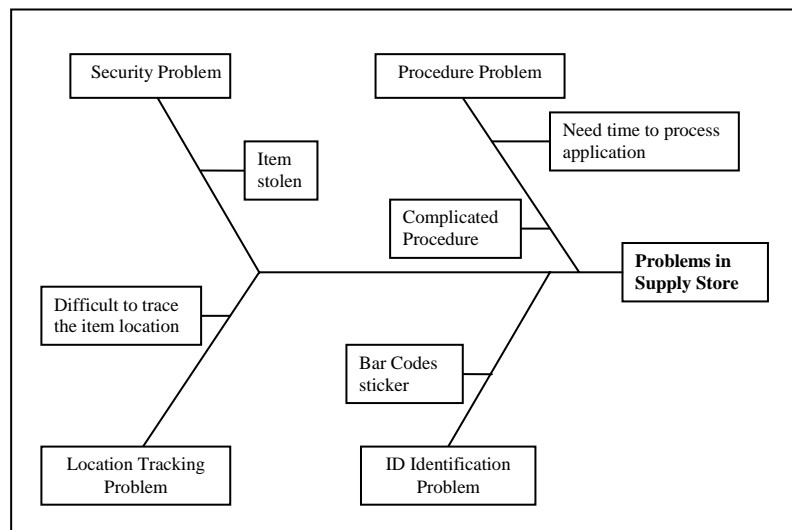 Security Problem
Procedure Problem
Need time to process
application
Item
stolen
Complicated
Procedure
Problems in
Supply Store
Difficult to trace
the item location
Bar Codes
sticker
Location Tracking
Problem
ID Identification
Problem